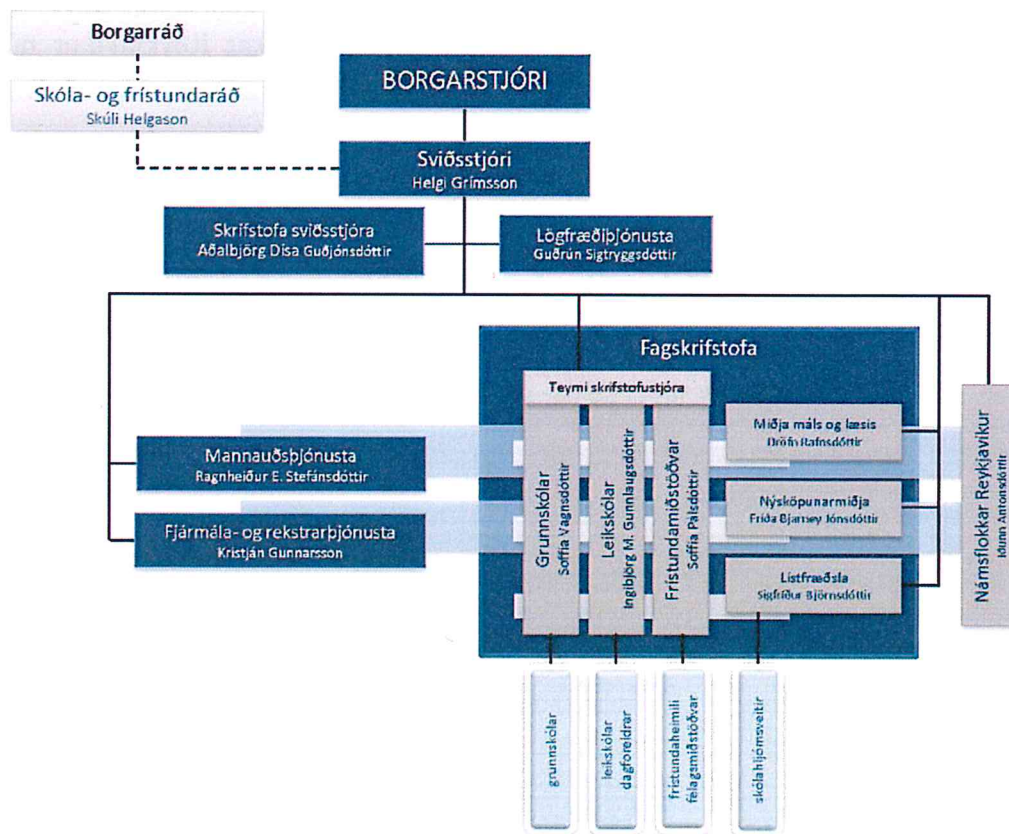 Borgarráð
Skóla- og frístundaráð
Skúli Helgason
BORGARSTJÓRI
Sviðsstjóri
Helgi Grímsson
Skrifstofa sviðsstjóra
Aðalbjörg Dísa Guðjónsdóttir
Lögfræðiþjónusta
Guðrún Sigtryggsdóttir
Fagskrifstofa
Teymi skrifstofustjóra
Mannauðsþjónusta
Ragnheiður E. Stefánsdóttir
Fjármála- og rekstrarþjónusta
Kristján Gunnarsson
Grunnskólar
Soffía Vagnsdóttir
Leikskólar
Ingibjörg M. Gunnlaugsdóttir
Frístundamiðstöðvar
Soffía Pálsdóttir
Miðja máls og læsis
Dröfn Rafnsdóttir
Nýsköpunarmiðja
Fríða Bjarney Jónsdóttir
Listfræðsla
Sigfríður Björnsdóttir
Námsflokkar Reykjavíkur
Iðunn Antonsdóttir
grunnskólar
leikskólar
dagforeldrar
frístundaheimili
félagsmiðstöðvar
skólahljómsveitir